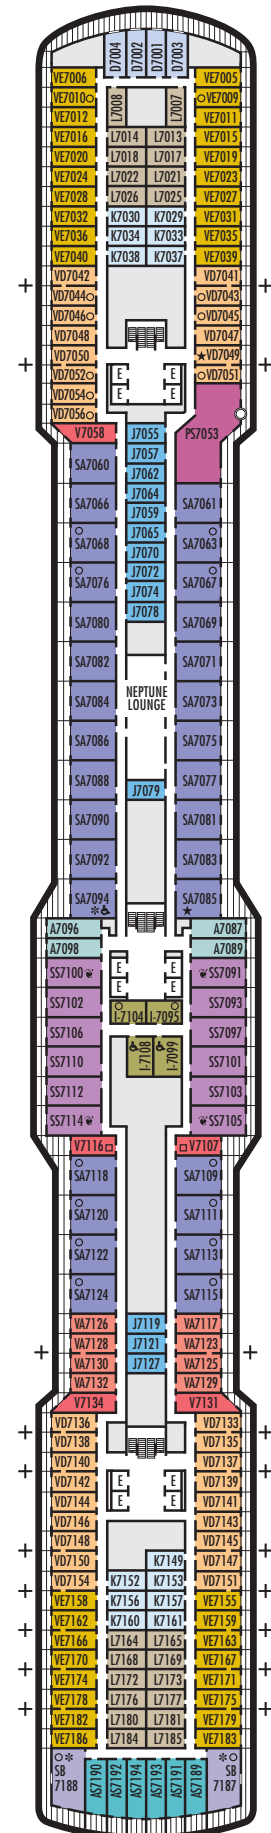 D7004 D7002 D7001 D7003
VE7006 VE7005
VE7010 L7008 L7007 VE7009
VE7012 VE7011
VE7016 L7014 L7013 VE7015
VE7020 L7018 L7017 VE7019
VE7024 L7022 L7021 VE7023
VE7028 L7026 L7025 VE7027
VE7032 K7030 K7029 VE7031
VE7036 K7034 K7033 VE7035
VE7040 K7038 K7037 VE7039
VD7042 VD7041
VD7044 VD7043
VD7046 VD7045
VD7048 VD7047
VD7050 VD7049
VD7052 E E VD7051
VD7054 E E
VD7056
V7058 J7055 PS7053
J7057
SA7060 J7062
J7064
SA7066 J7059 SA7061
J7065
SA7068 J7070 SA7063
J7072
SA7076 J7074 SA7067
J7078
SA7080 SA7069
SA7082 SA7071
SA7084 NEPTUNE SA7073
LOUNGE
SA7086 SA7075
SA7088 J7079 SA7077
SA7090 SA7081
SA7092 SA7083
SA7094 SA7085
A7096 A7087
A7098 A7089
SS7100 E E SS7091
E E
SS7102 SS7093
I-7104 I-7095
SS7106 SS7097
I-7108 I-7099
SS7110 SS7101
SS7112 SS7103
SS7114 SS7105
V7116 V7107
SA7118 SA7109
SA7120 SA7111
SA7122 SA7113
SA7124 SA7115
VA7126 J7119 VA7117
VA7128 J7121 VA7123
VA7130 J7127 VA7125
VA7132 VA7129
V7134 V7131
VD7136 VD7133
VD7138 VD7135
VD7140 VD7137
VD7142 E E VD7139
VD7144 E E VD7141
VD7146 VD7143
VD7148 VD7145
VD7150 K7149 VD7147
VD7154 K7152 K7153 VD7151
VE7158 K7156 K7157 VE7155
VE7162 K7160 K7161 VE7159
VE7166 L7164 L7165 VE7163
VE7170 L7168 L7169 VE7167
VE7174 L7172 L7173 VE7171
VE7178 L7176 L7177 VE7175
VE7182 L7180 L7181 VE7179
VE7186 L7184 L7185 VE7183
SB SB
7188 AS7190 AS7192 AS7194 AS7193 AS7191 AS7189 7187